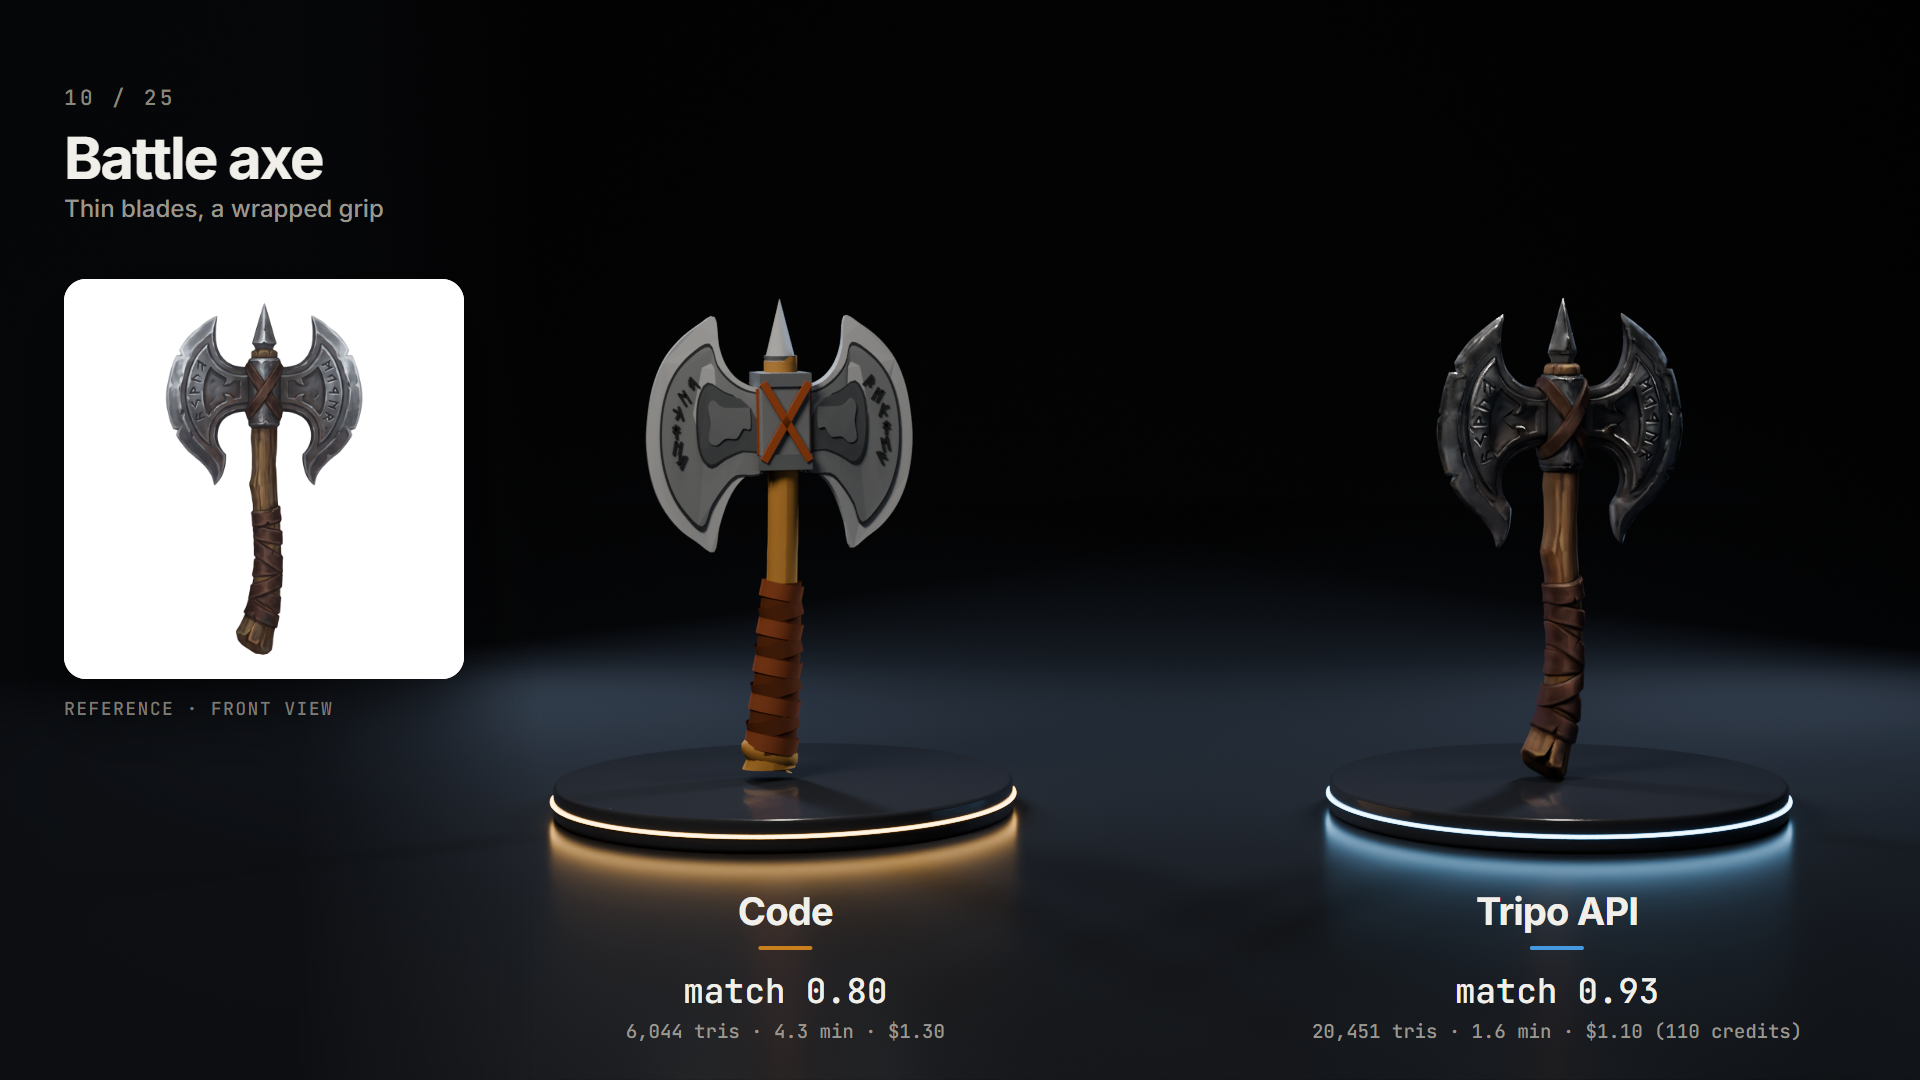 10 / 25
Battle axe
Thin blades, a wrapped grip
REFERENCE · FRONT VIEW
Code
match 0.80
6,044 tris · 4.3 min · $1.30
Tripo API
match 0.93
20,451 tris · 1.6 min · $1.10 (110 credits)